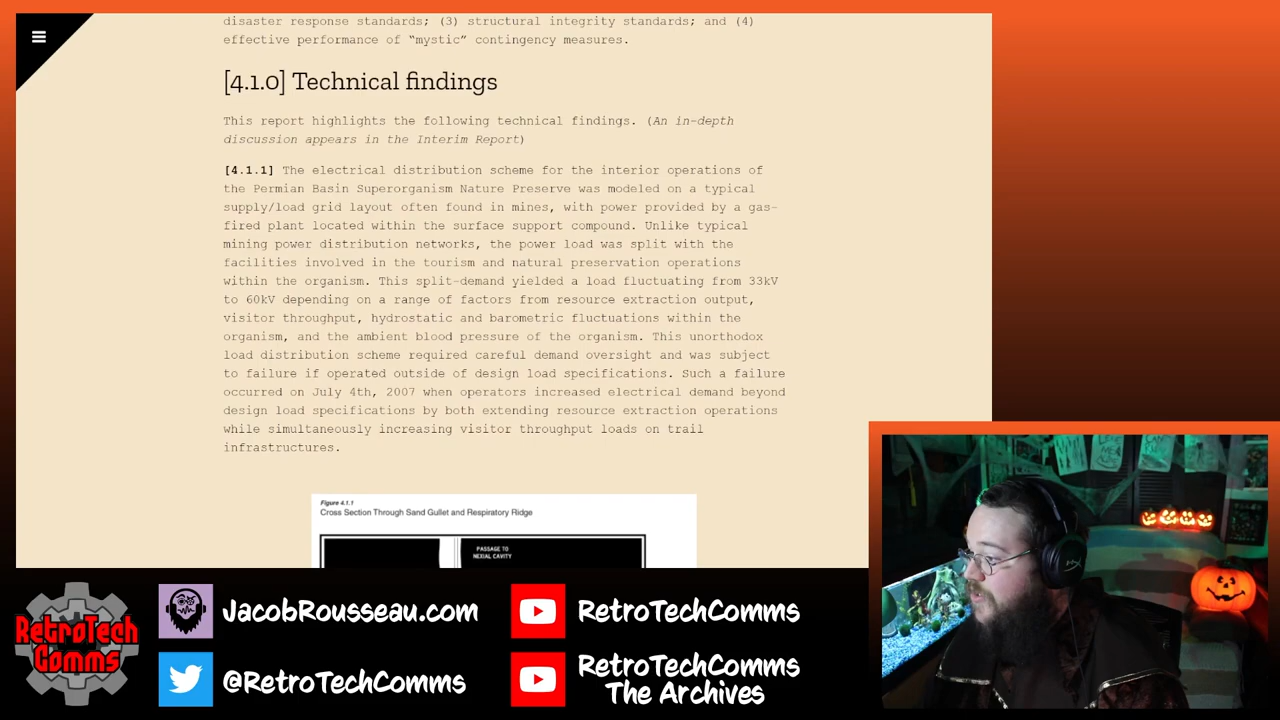 disaster response standards; (3) structural integrity standards; and (4)
effective performance of “mystic” contingency measures.
[4.1.0] Technical findings
This report highlights the following technical findings. (An in-depth
discussion appears in the Interim Report)
[4.1.1] The electrical distribution scheme for the interior operations of
the Permian Basin Superorganism Nature Preserve was modeled on a typical
supply/load grid layout often found in mines, with power provided by a gas-
fired plant located within the surface support compound. Unlike typical
mining power distribution networks, the power load was split with the
facilities involved in the tourism and natural preservation operations
within the organism. This split-demand yielded a load fluctuating from 33kV
to 60kV depending on a range of factors from resource extraction output,
visitor throughput, hydrostatic and barometric fluctuations within the
organism, and the ambient blood pressure of the organism. This unorthodox
load distribution scheme required careful demand oversight and was subject
to failure if operated outside of design load specifications. Such a failure
occurred on July 4th, 2007 when operators increased electrical demand beyond
design load specifications by both extending resource extraction operations
while simultaneously increasing visitor throughput loads on trail
infrastructures.
Figure 4.1.1
Cross Section Through Sand Gullet and Respiratory Ridge
PASSAGE TO
NEXIAL CAVITY
RetroTech
Comms
JacobRousseau.com
@RetroTechComms
RetroTechComms
RetroTechComms
The Archives